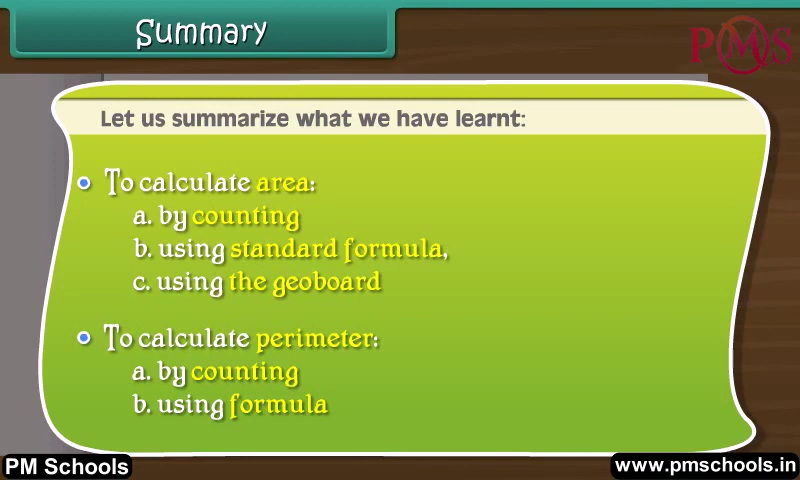 Summary
PMS
Let us summarize what we have learnt:
To calculate area:
a. by counting
b. using standard formula,
c. using the geoboard
To calculate perimeter:
a. by counting
b. using formula
PM Schools
www.pmschools.in